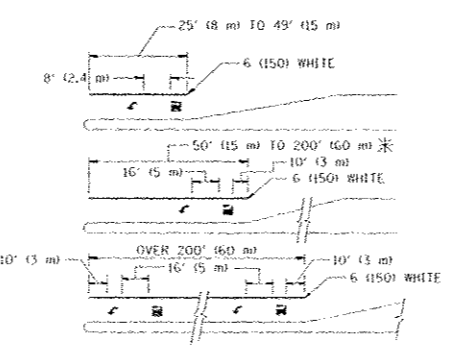 25' (8 m) TO 49' (15 m)
8' (2.4 m)
6 (150) WHITE
50' (15 m) TO 200' (60 m) *
16' (5 m)
10' (3 m)
6 (150) WHITE
OVER 200' (60 m)
10' (3 m)
16' (5 m)
10' (3 m)
6 (150) WHITE